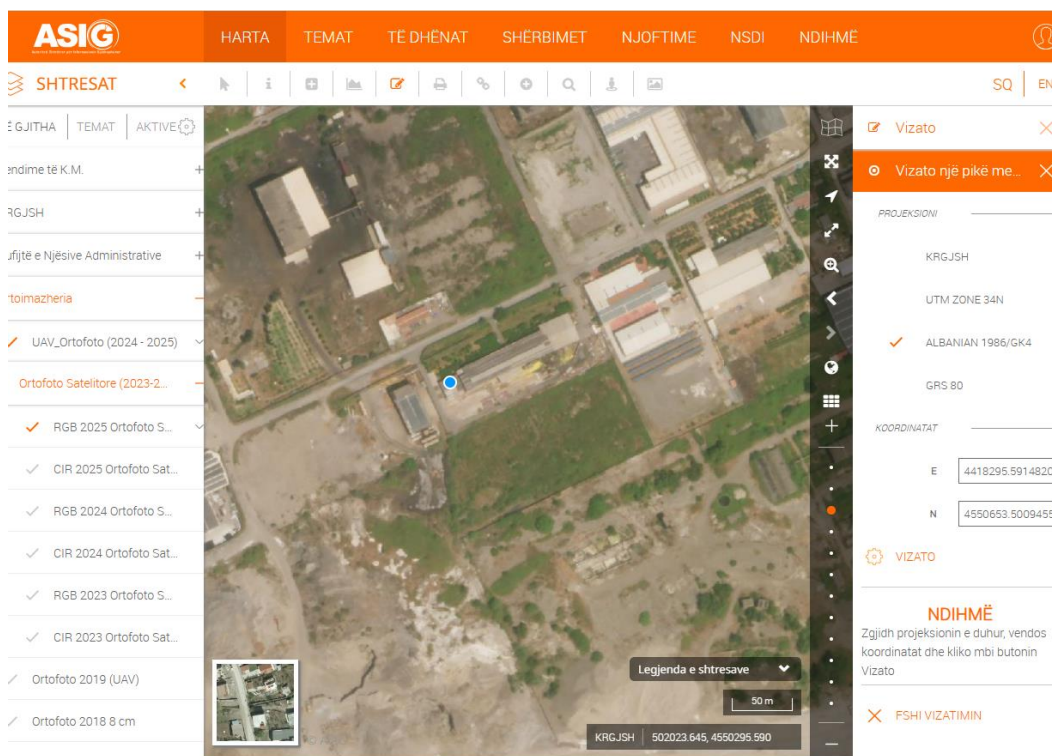 ASIG
HARTA TEMAT TË DHËNAT SHËRBIMET NJOFTIME NSDI NDIHMË
SHTRESAT
SQ EN
GJITHA TEMAT AKTIVE
endime të K.M.
RGJSH
ufijtë e Njësive Administrative
rtoimazheria
UAV_Ortofoto (2024 - 2025)
Ortofoto Satelitore (2023-2...
RGB 2025 Ortofoto S...
CIR 2025 Ortofoto Sat...
RGB 2024 Ortofoto S...
CIR 2024 Ortofoto Sat...
RGB 2023 Ortofoto S...
CIR 2023 Ortofoto Sat...
Ortofoto 2019 (UAV)
Ortofoto 2018 8 cm
Legjenda e shtresave
50 m
KRGJSH 502023.645, 4550295.590
Vizato
Vizato një pikë me...
PROJEKSIONI
KRGJSH
UTM ZONE 34N
ALBANIAN 1986/GK4
GRS 80
KOORDINATAT
E 4418295.5914820
N 4550653.5009455
VIZATO
NDIHMË
Zgjidh projeksionin e duhur, vendos
koordinatat dhe kliko mbi butonin
Vizato
FSHI VIZATIMIN